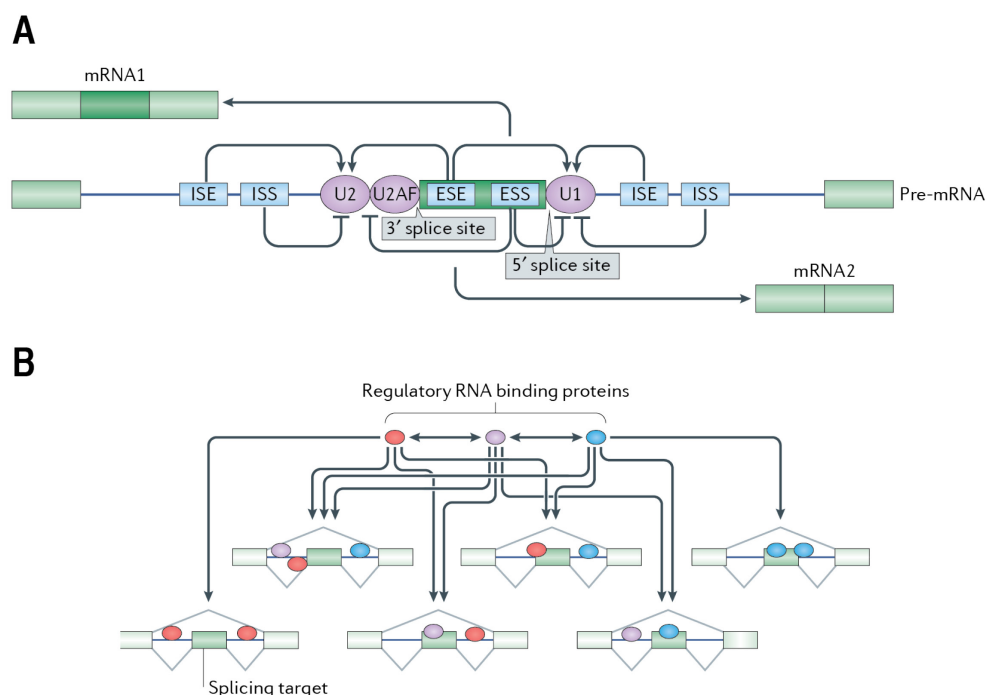 A
mRNA1
ISE ISS U2 U2AF ESE ESS U1 ISE ISS Pre-mRNA
3′ splice site
5′ splice site
mRNA2
B
Regulatory RNA binding proteins
Splicing target